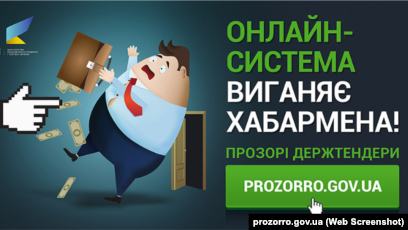 ОНЛАЙН-
СИСТЕМА
ВИГАНЯЄ
ХАБАРМЕНА!
ПРОЗОРІ ДЕРЖТЕНДЕРИ
PROZORRO.GOV.UA
prozorro.gov.ua (Web Screenshot)